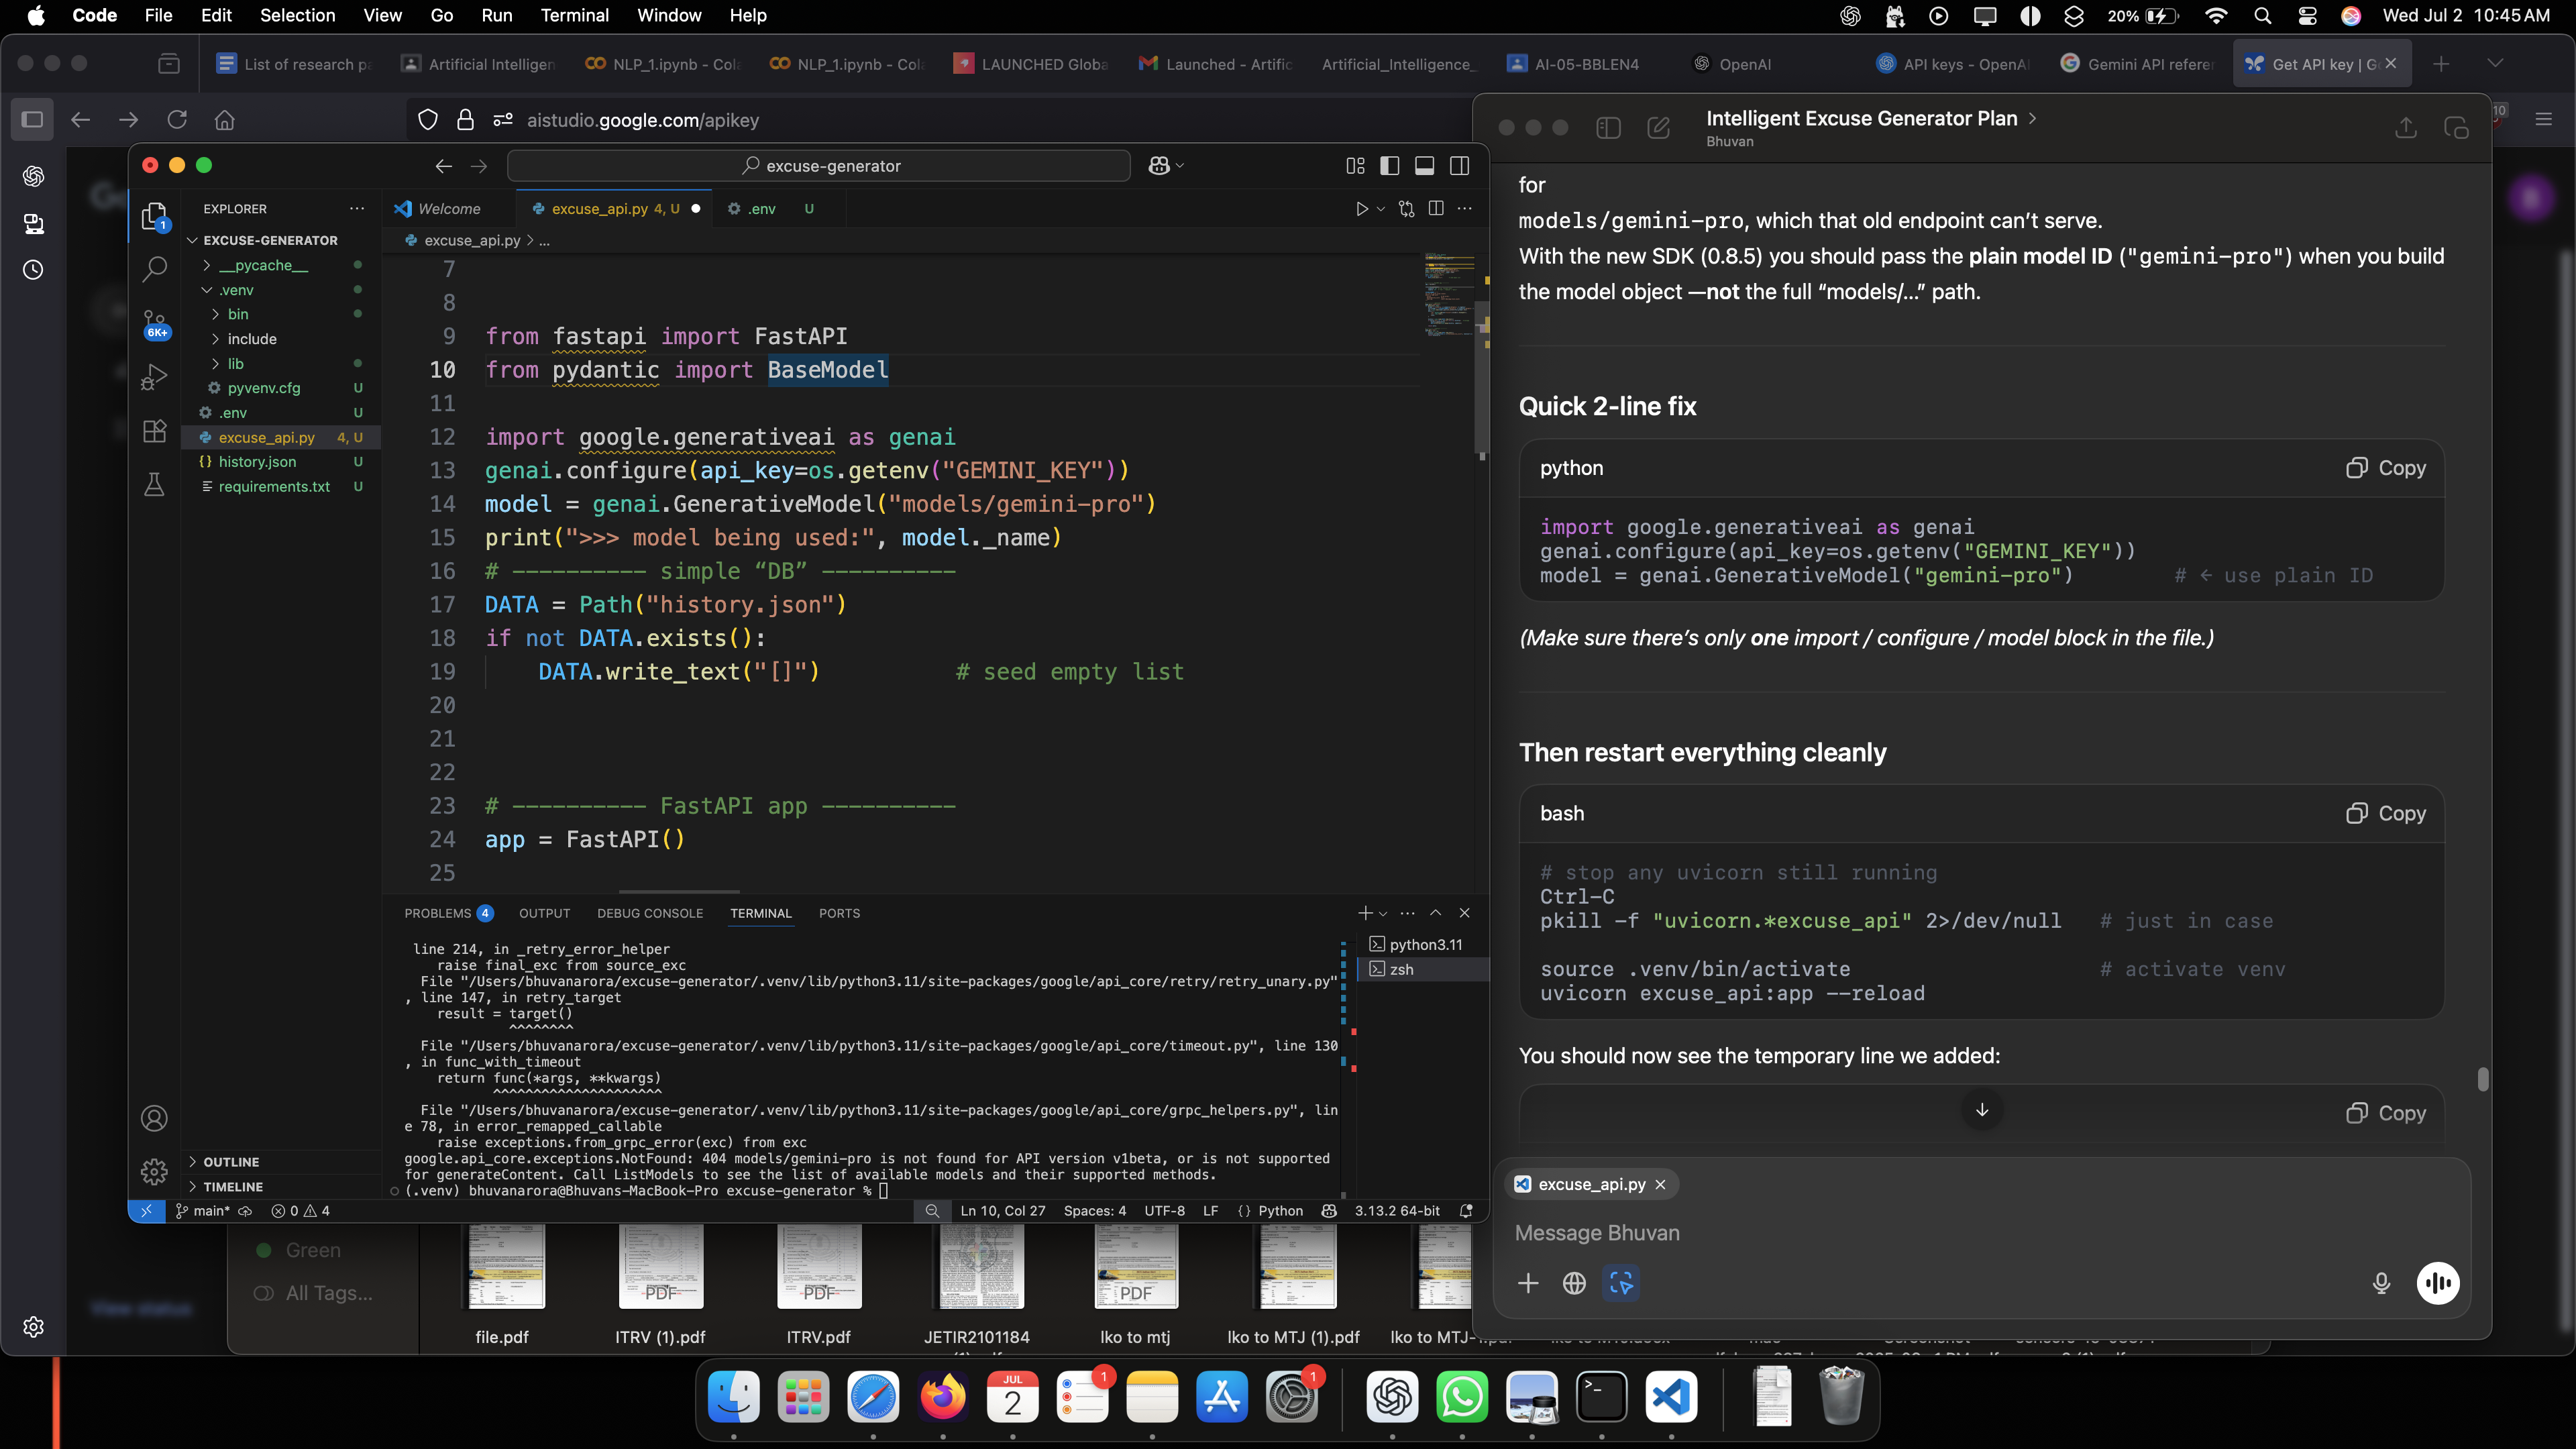 Code File Edit Selection View Go Run Terminal Window Help
20% Wed Jul 2 10:45 AM
List of research pa
Artificial Intelligen
NLP_1.ipynb - Cola
NLP_1.ipynb - Cola
LAUNCHED Globa
Launched - Artific
Artificial_Intelligence_
AI-05-BBLEN4
OpenAI
API keys - OpenAI
Gemini API referen
Get API key | G
aistudio.google.com/apikey
excuse-generator
EXPLORER
EXCUSE-GENERATOR
__pycache__
.venv
bin
include
lib
pyvenv.cfg U
.env U
excuse_api.py 4, U
history.json U
requirements.txt U
OUTLINE
TIMELINE
1
6K+
Welcome
excuse_api.py 4, U
.env U
excuse_api.py > ...
7
8
9 from fastapi import FastAPI
10 from pydantic import BaseModel
11
12 import google.generativeai as genai
13 genai.configure(api_key=os.getenv("GEMINI_KEY"))
14 model = genai.GenerativeModel("models/gemini-pro")
15 print(">>> model being used:", model._name)
16 # ---------- simple “DB” ----------
17 DATA = Path("history.json")
18 if not DATA.exists():
19 DATA.write_text("[]") # seed empty list
20
21
22
23 # ---------- FastAPI app ----------
24 app = FastAPI()
25
PROBLEMS 4 OUTPUT DEBUG CONSOLE TERMINAL PORTS
line 214, in _retry_error_helper
raise final_exc from source_exc
File "/Users/bhuvanarora/excuse-generator/.venv/lib/python3.11/site-packages/google/api_core/retry/retry_unary.py"
, line 147, in retry_target
result = target()
^^^^^^^^
File "/Users/bhuvanarora/excuse-generator/.venv/lib/python3.11/site-packages/google/api_core/timeout.py", line 130
, in func_with_timeout
return func(*args, **kwargs)
^^^^^^^^^^^^^^^^^^^^^
File "/Users/bhuvanarora/excuse-generator/.venv/lib/python3.11/site-packages/google/api_core/grpc_helpers.py", lin
e 78, in error_remapped_callable
raise exceptions.from_grpc_error(exc) from exc
google.api_core.exceptions.NotFound: 404 models/gemini-pro is not found for API version v1beta, or is not supported
for generateContent. Call ListModels to see the list of available models and their supported methods.
(.venv) bhuvanarora@Bhuvans-MacBook-Pro excuse-generator %
python3.11
zsh
main* 0 4 Ln 10, Col 27 Spaces: 4 UTF-8 LF {} Python 3.13.2 64-bit
Intelligent Excuse Generator Plan >
Bhuvan
10
for
models/gemini-pro, which that old endpoint can’t serve.
With the new SDK (0.8.5) you should pass the plain model ID ("gemini-pro") when you build
the model object —not the full “models/…” path.
Quick 2-line fix
python Copy
import google.generativeai as genai
genai.configure(api_key=os.getenv("GEMINI_KEY"))
model = genai.GenerativeModel("gemini-pro") # ← use plain ID
(Make sure there’s only one import / configure / model block in the file.)
Then restart everything cleanly
bash Copy
# stop any uvicorn still running
Ctrl-C
pkill -f "uvicorn.*excuse_api" 2>/dev/null # just in case
source .venv/bin/activate # activate venv
uvicorn excuse_api:app --reload
You should now see the temporary line we added:
Copy
excuse_api.py
Message Bhuvan
View status
Green
All Tags...
PDF
PDF
PDF
file.pdf
ITRV (1).pdf
ITRV.pdf
JETIR2101184
lko to mtj
lko to MTJ (1).pdf
JUL
2
1
1